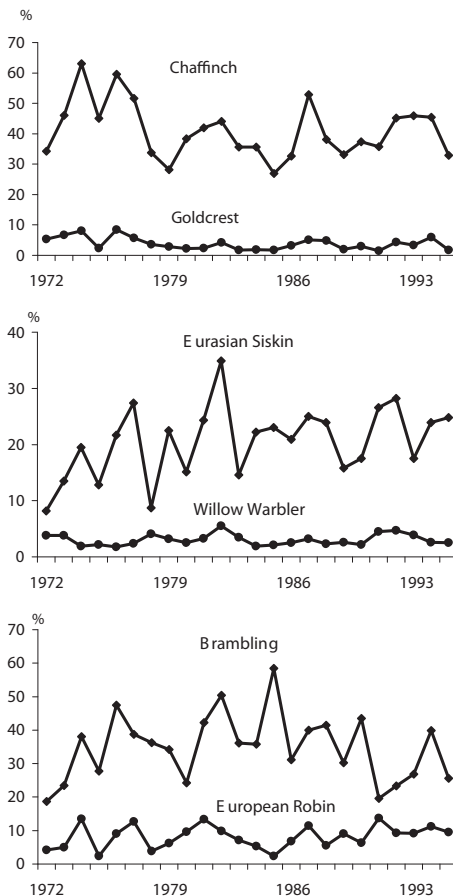 %
70
Chaffinch
60
50
40
30
20
Goldcrest
10
0
1972 1979 1986 1993
%
40
Eurasian Siskin
30
20
Willow Warbler
10
0
1972 1979 1986 1993
%
70
Brambling
60
50
40
30
European Robin
20
10
0
1972 1979 1986 1993